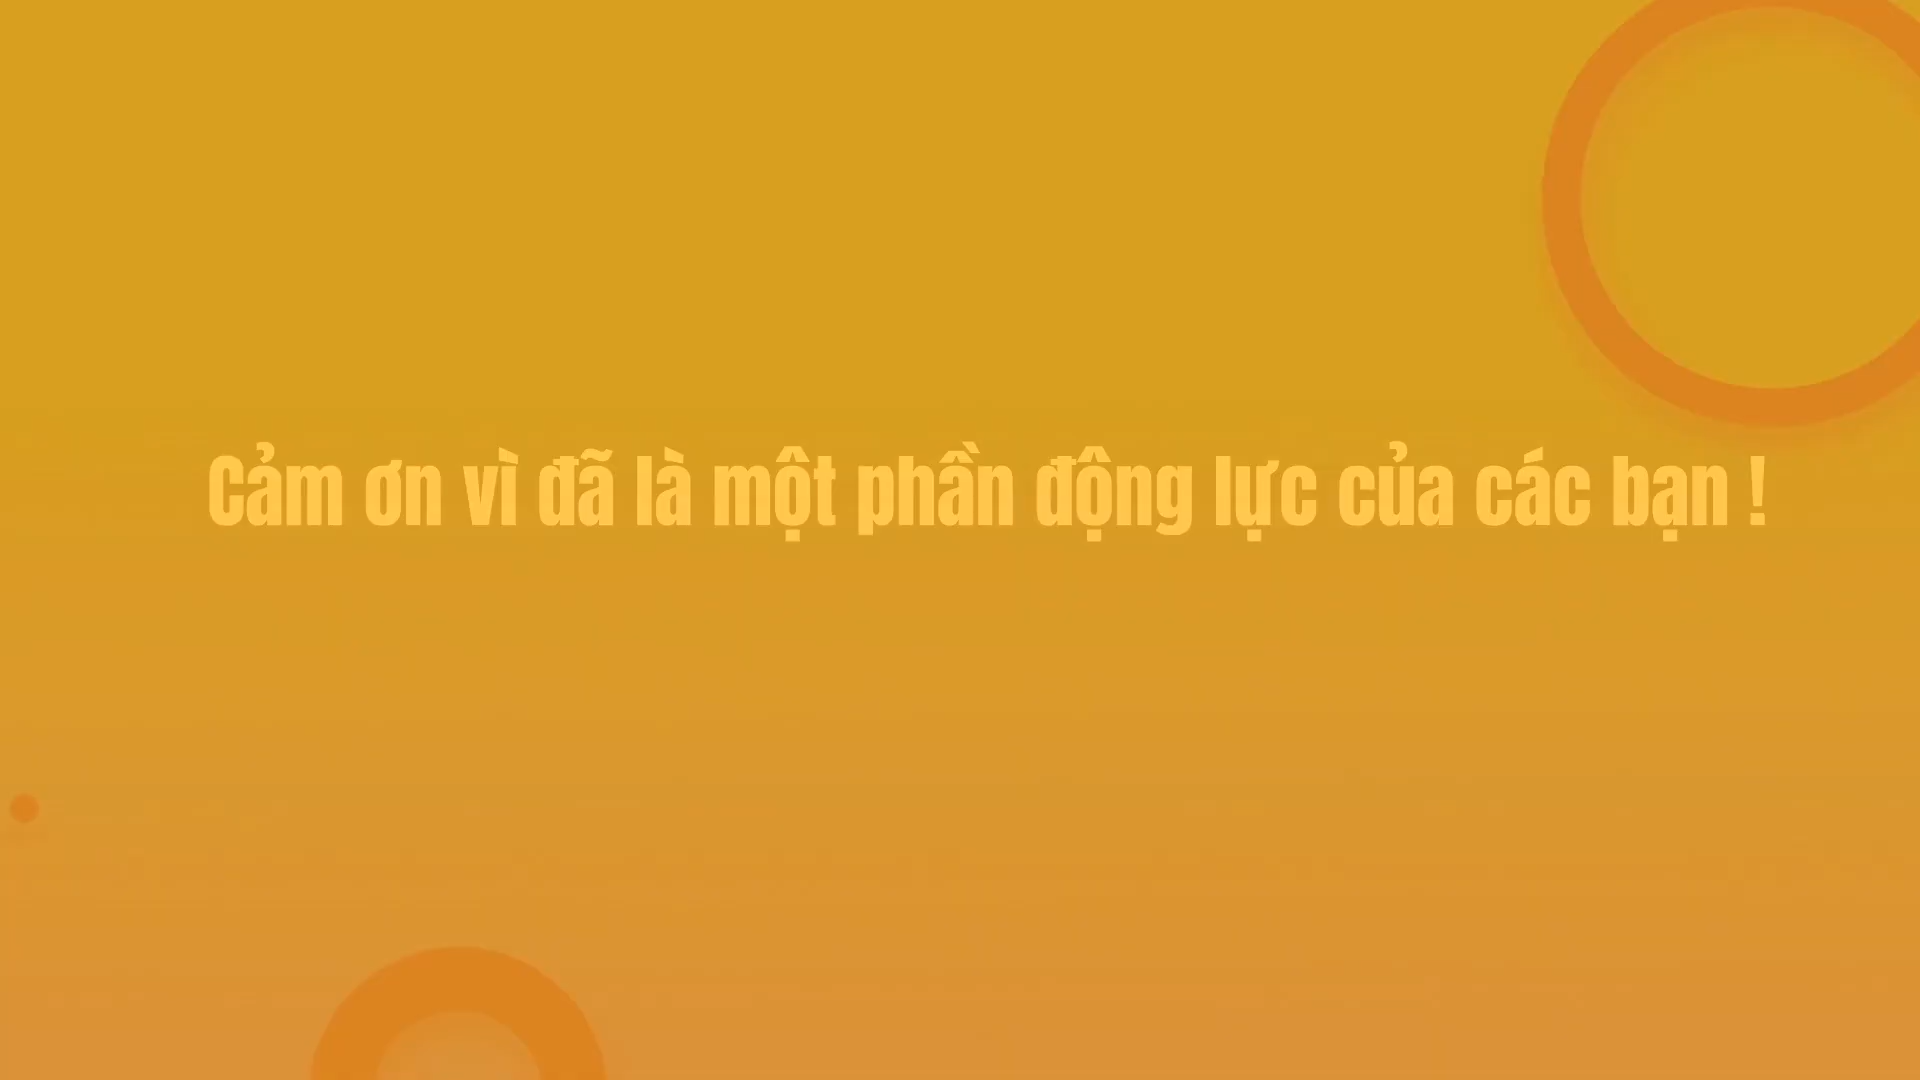 Cảm ơn vì đã là một phần động lực của các bạn !